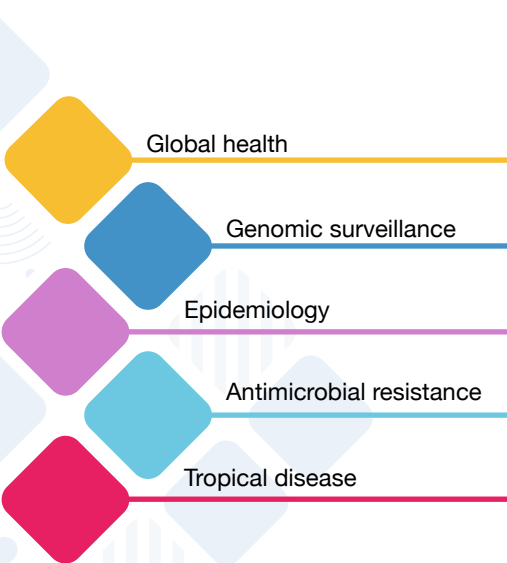 Global health
Genomic surveillance
Epidemiology
Antimicrobial resistance
Tropical disease